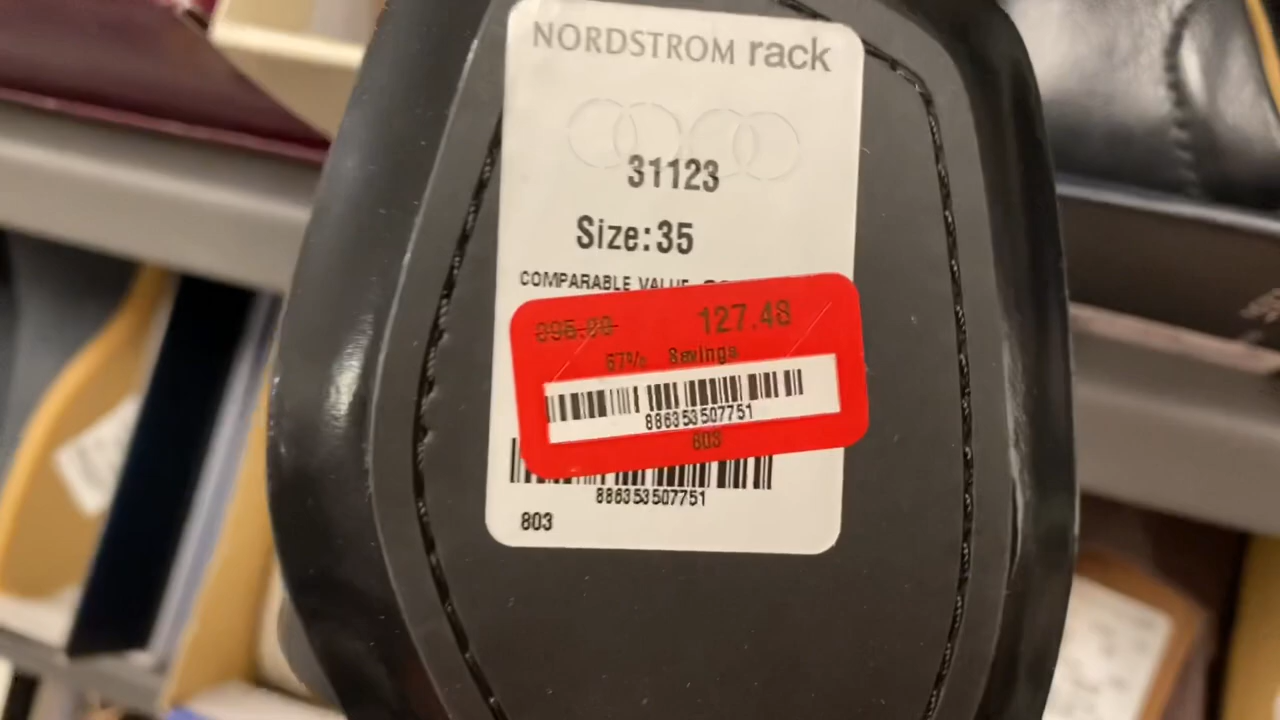 NORDSTROM rack
31123
Size:35
COMPARABLE VALUE
127.48
67% Savings
886353507751
803
886353507751
803